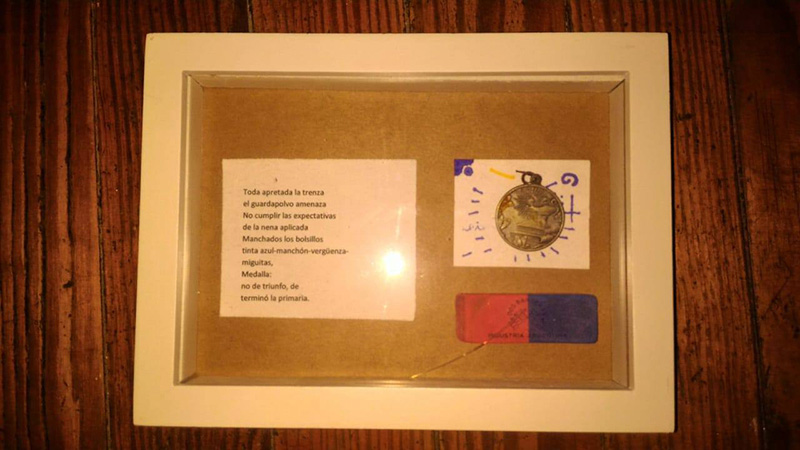 Toda apretada la trenza
el guardapolvo amenaza
No cumplir las expectativas
de la nena aplicada
Manchados los bolsillos
tinta azul-manchón-vergüenza-
miguitas,
Medalla:
no de triunfo, de
terminó la primaria.
INDUSTRIA ARGENTINA